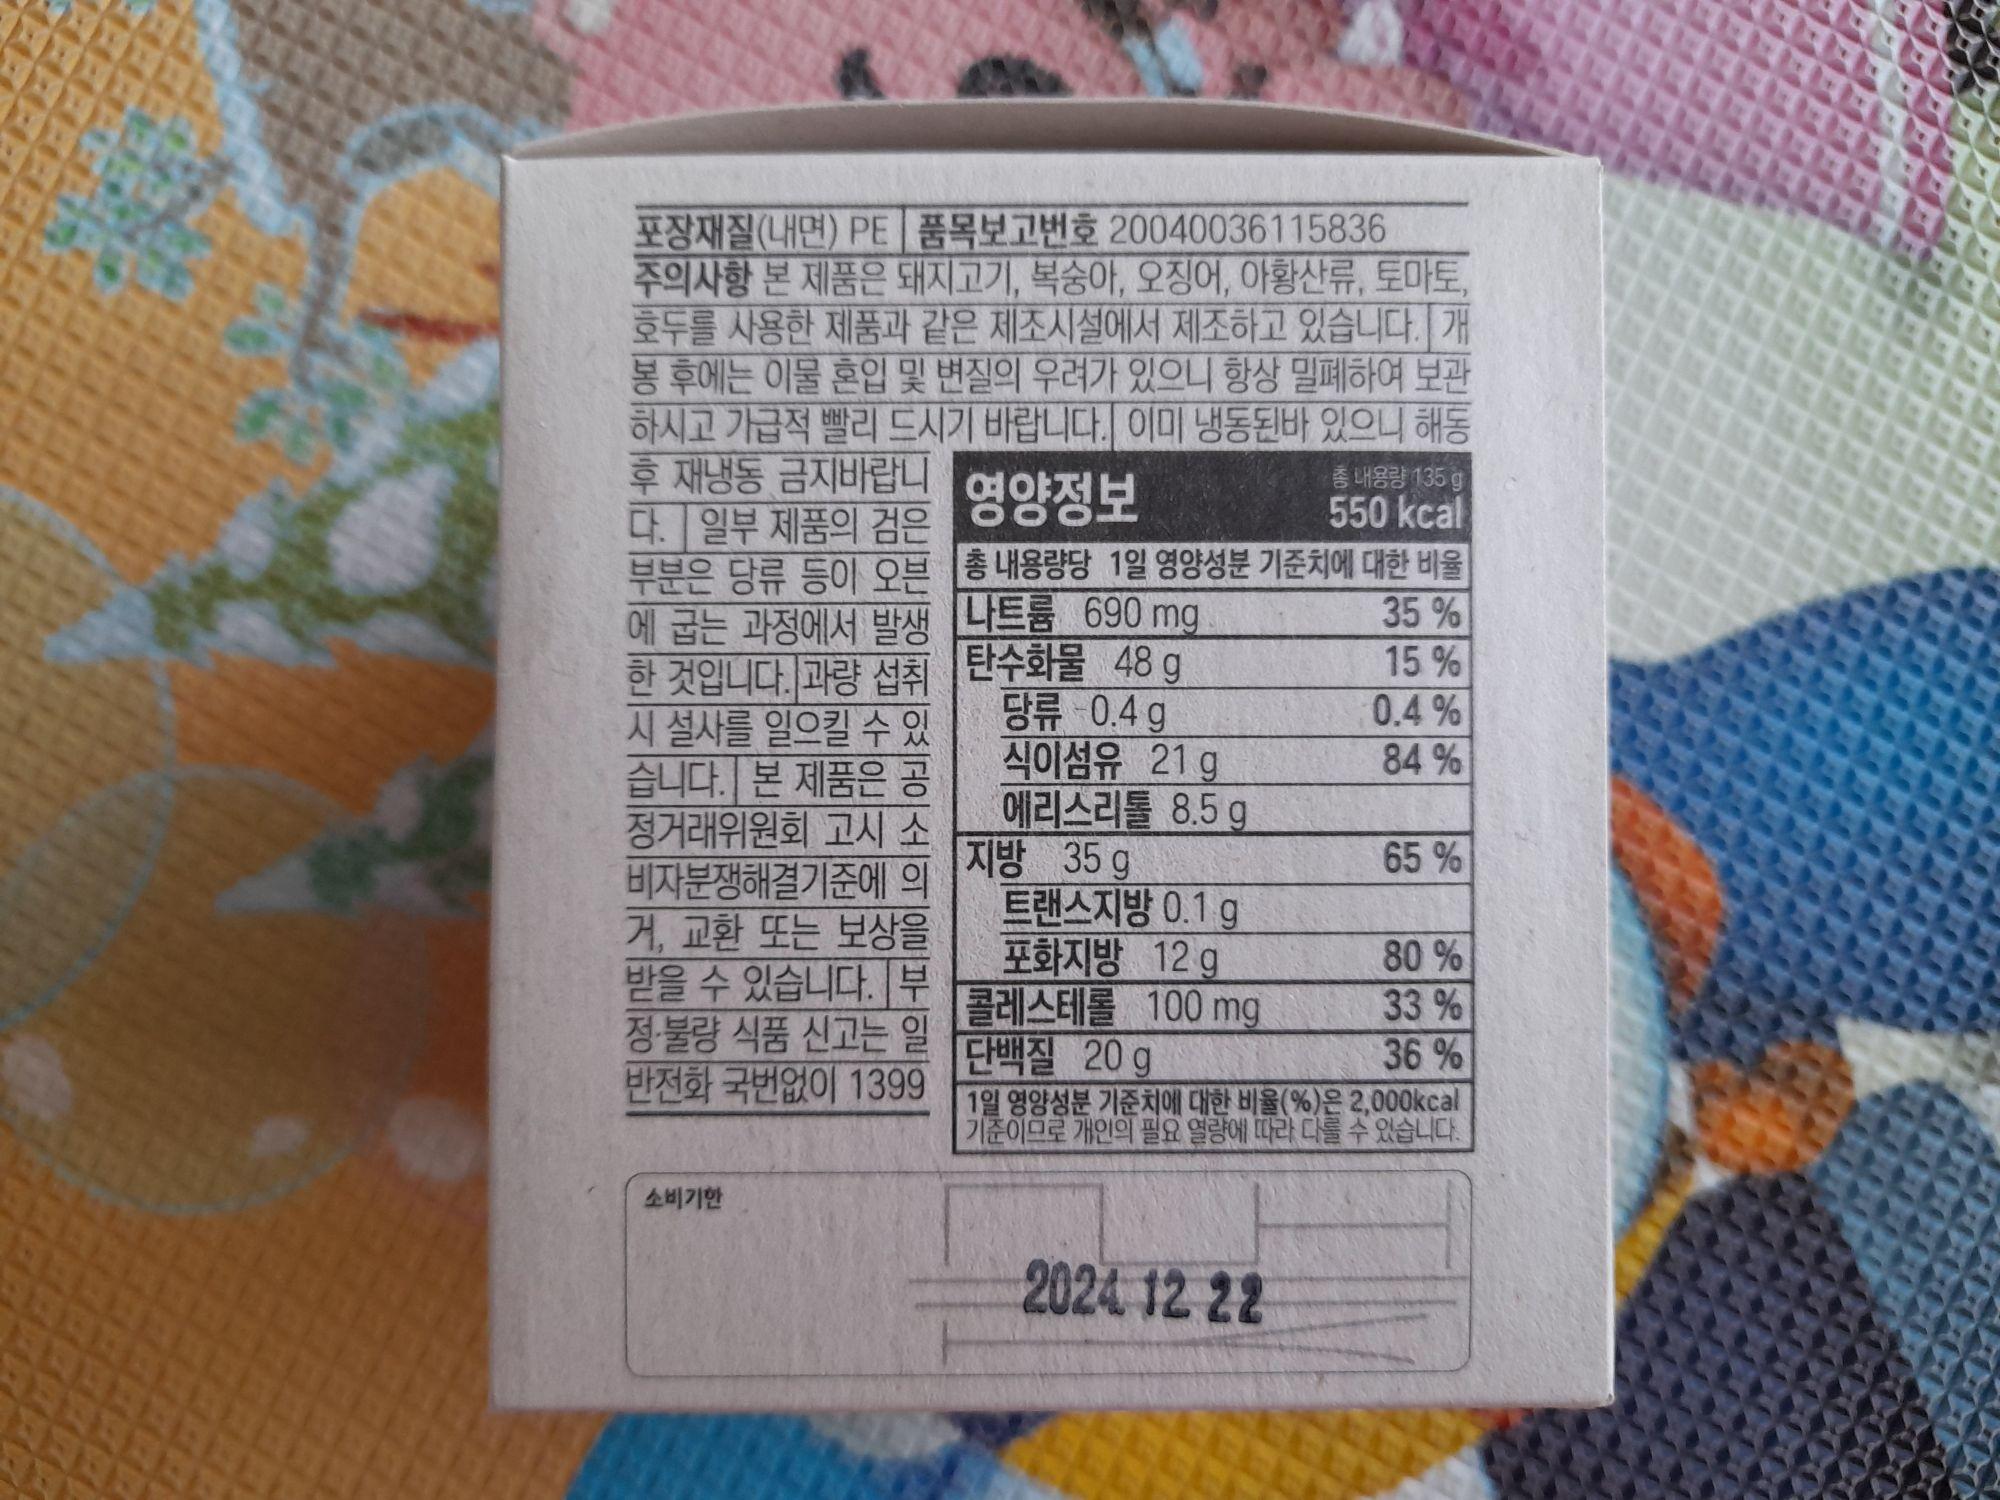 포장재질(내면) PE | 품목보고번호 20040036115836
주의사항 본 제품은 돼지고기, 복숭아, 오징어, 아황산류, 토마토,
호두를 사용한 제품과 같은 제조시설에서 제조하고 있습니다. | 개
봉 후에는 이물 혼입 및 변질의 우려가 있으니 항상 밀폐하여 보관
하시고 가급적 빨리 드시기 바랍니다. | 이미 냉동된바 있으니 해동
후 재냉동 금지바랍니
다. | 일부 제품의 검은
부분은 당류 등이 오븐
에 굽는 과정에서 발생
한 것입니다. | 과량 섭취
시 설사를 일으킬 수 있
습니다. | 본 제품은 공
정거래위원회 고시 소
비자분쟁해결기준에 의
거, 교환 또는 보상을
받을 수 있습니다. | 부
정·불량 식품 신고는 일
반전화 국번없이 1399
영양정보
총 내용량 135 g
550 kcal
총 내용량당 1일 영양성분 기준치에 대한 비율
나트륨 690 mg 35 %
탄수화물 48 g 15 %
당류 0.4 g 0.4 %
식이섬유 21 g 84 %
에리스리톨 8.5 g
지방 35 g 65 %
트랜스지방 0.1 g
포화지방 12 g 80 %
콜레스테롤 100 mg 33 %
단백질 20 g 36 %
1일 영양성분 기준치에 대한 비율(%)은 2,000kcal
기준이므로 개인의 필요 열량에 따라 다를 수 있습니다.
소비기한
2024. 12 22